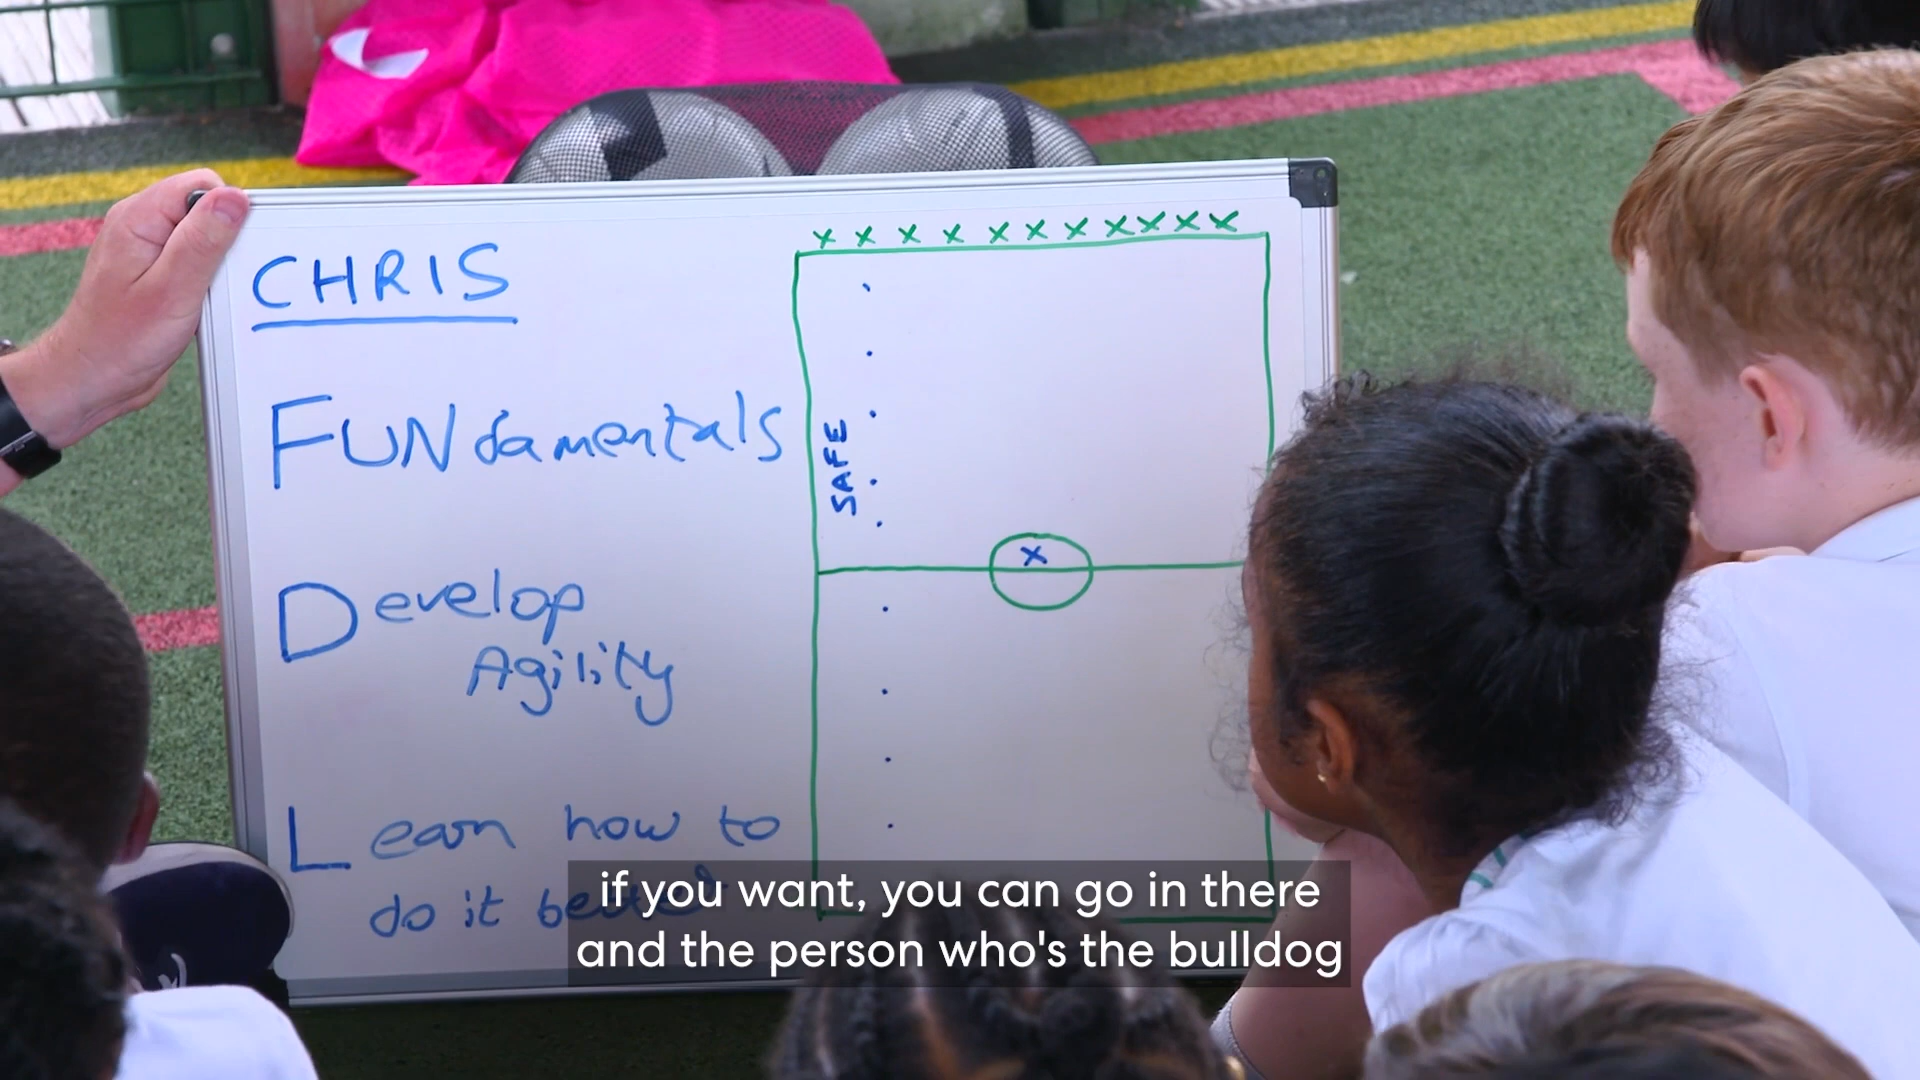 CHRIS
FUNdamentals
Develop
Agility
Learn how to
do it better
x x x x x x x x x x x
SAFE
x
if you want, you can go in there
and the person who's the bulldog